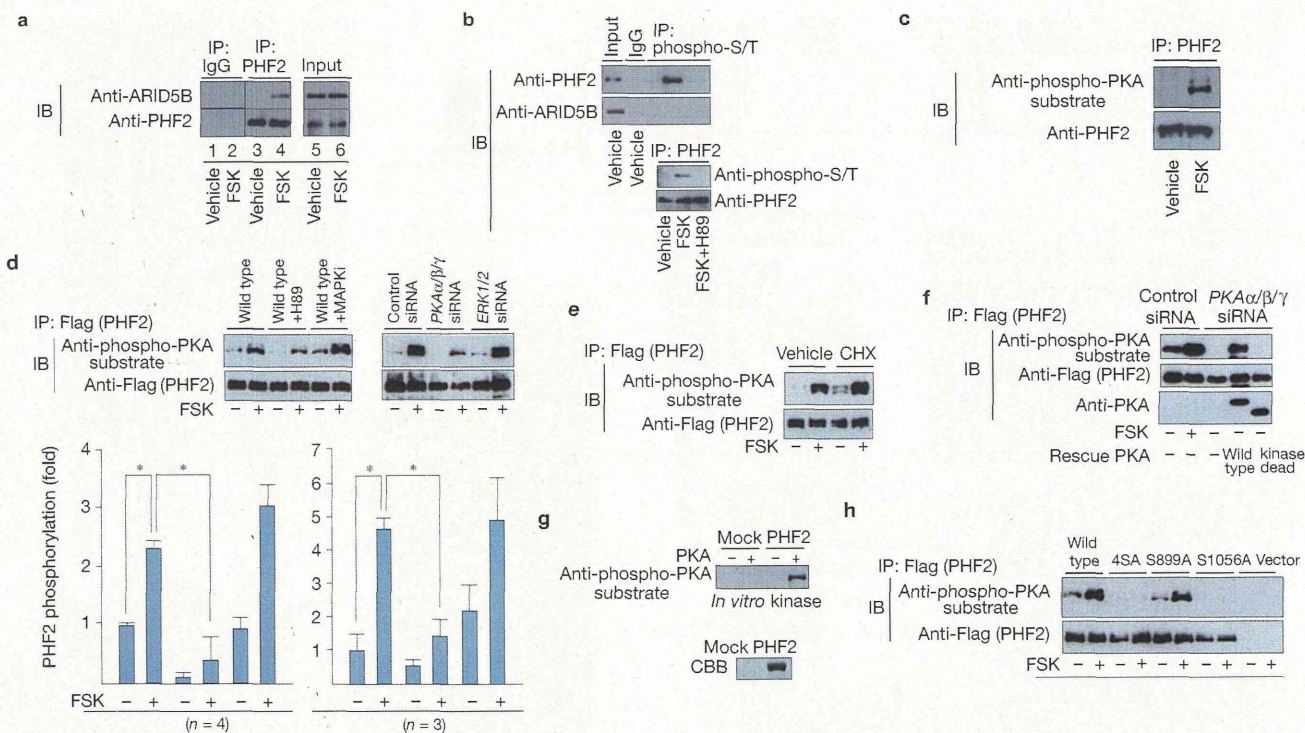 a
IP: IP:
IgG PHF2 Input
Anti-ARID5B
IB
Anti-PHF2
1 2 3 4 5 6
Vehicle FSK Vehicle FSK Vehicle FSK
b
Input IgG IP: phospho-S/T
Anti-PHF2
IB
Anti-ARID5B
Vehicle Vehicle
IP: PHF2
Anti-phospho-S/T
Anti-PHF2
Vehicle FSK FSK+H89
c
IP: PHF2
Anti-phospho-PKA
substrate
IB
Anti-PHF2
Vehicle FSK
d
Wild type Wild type +H89 Wild type +MAPKi
Control siRNA PKAα/β/γ siRNA ERK1/2 siRNA
IP: Flag (PHF2)
Anti-phospho-PKA
substrate
IB
Anti-Flag (PHF2)
− + − + − + FSK − + − + − +
PHF2 phosphorylation (fold)
4
3
2
1
7
6
5
4
3
2
1
FSK − + − + − + − + − + − +
(n = 4) (n = 3)
e
IP: Flag (PHF2)
Vehicle CHX
Anti-phospho-PKA
substrate
IB
Anti-Flag (PHF2)
FSK − + − +
f
Control siRNA PKAα/β/γ siRNA
IP: Flag (PHF2)
Anti-phospho-PKA
substrate
IB
Anti-Flag (PHF2)
Anti-PKA
FSK − + − − −
Rescue PKA − − − Wild type kinase dead
g
Mock PHF2
PKA − + − +
Anti-phospho-PKA
substrate
In vitro kinase
Mock PHF2
CBB
h
Wild type 4SA S899A S1056A Vector
IP: Flag (PHF2)
Anti-phospho-PKA
substrate
IB
Anti-Flag (PHF2)
FSK − + − + − + − + − +